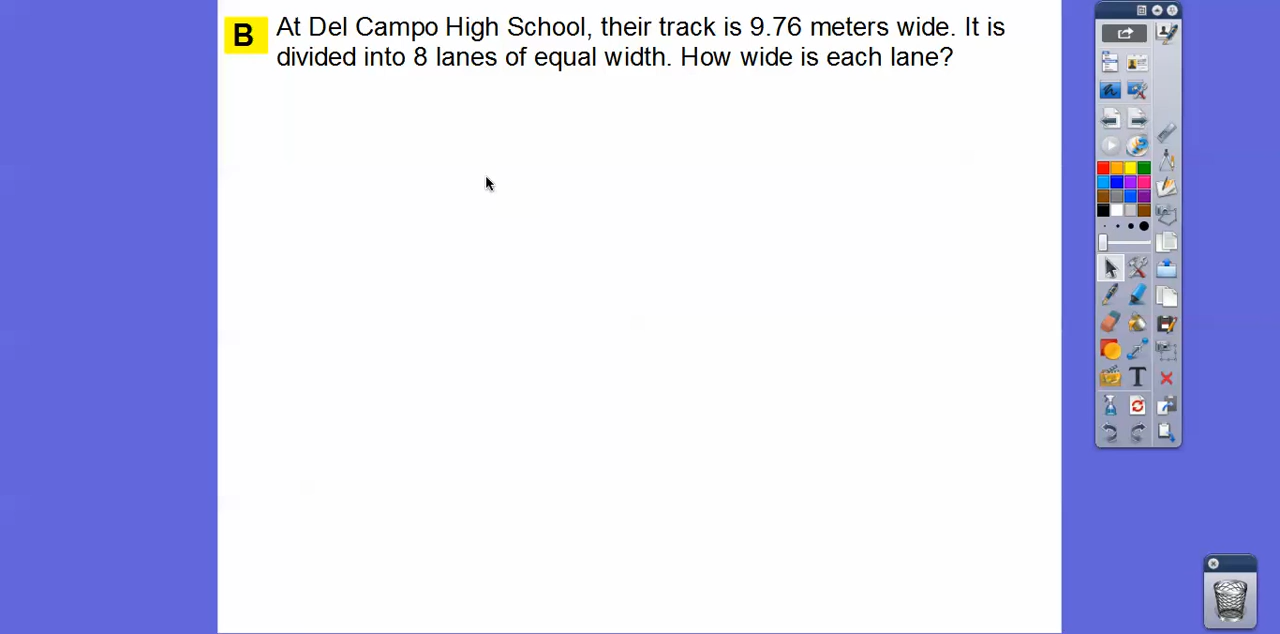 B At Del Campo High School, their track is 9.76 meters wide. It is
divided into 8 lanes of equal width. How wide is each lane?
T